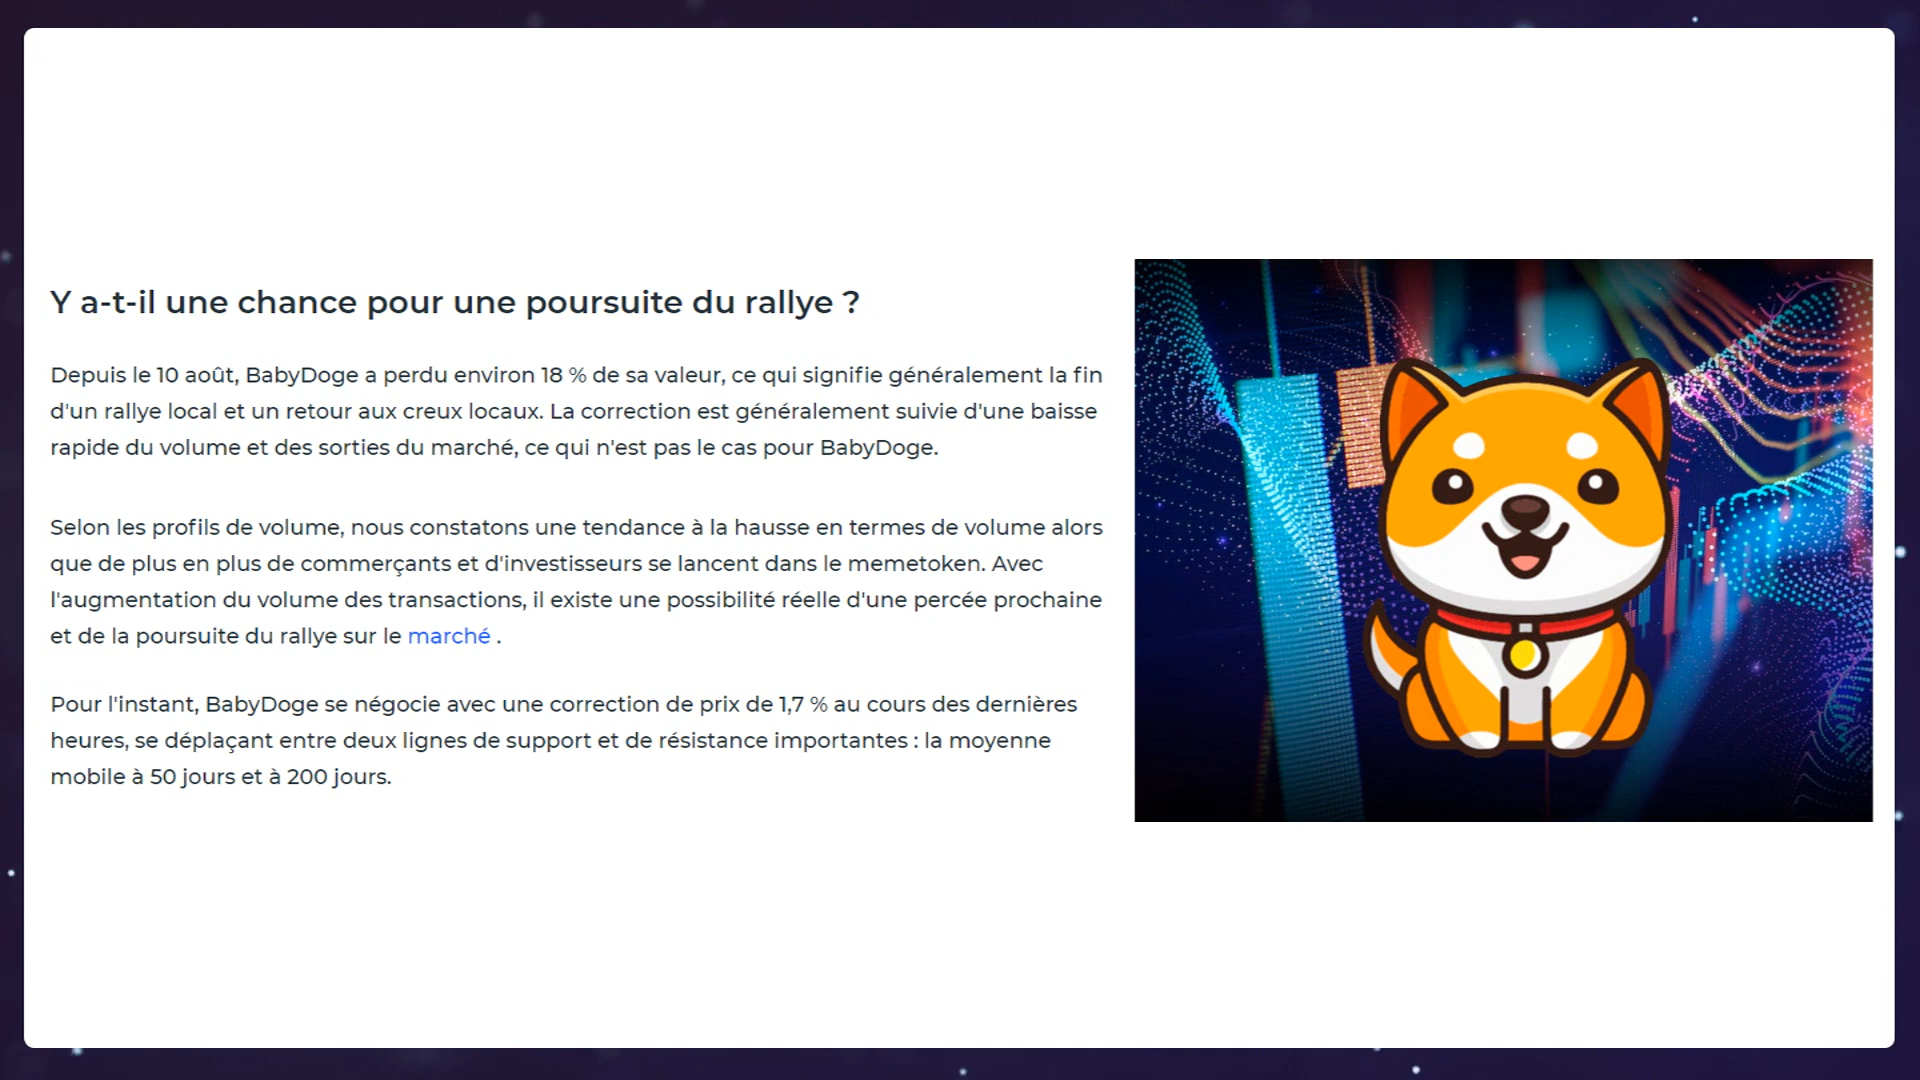 Y a-t-il une chance pour une poursuite du rallye ?
Depuis le 10 août, BabyDoge a perdu environ 18 % de sa valeur, ce qui signifie généralement la fin
d'un rallye local et un retour aux creux locaux. La correction est généralement suivie d'une baisse
rapide du volume et des sorties du marché, ce qui n'est pas le cas pour BabyDoge.
Selon les profils de volume, nous constatons une tendance à la hausse en termes de volume alors
que de plus en plus de commerçants et d'investisseurs se lancent dans le memetoken. Avec
l'augmentation du volume des transactions, il existe une possibilité réelle d'une percée prochaine
et de la poursuite du rallye sur le marché .
Pour l'instant, BabyDoge se négocie avec une correction de prix de 1,7 % au cours des dernières
heures, se déplaçant entre deux lignes de support et de résistance importantes : la moyenne
mobile à 50 jours et à 200 jours.